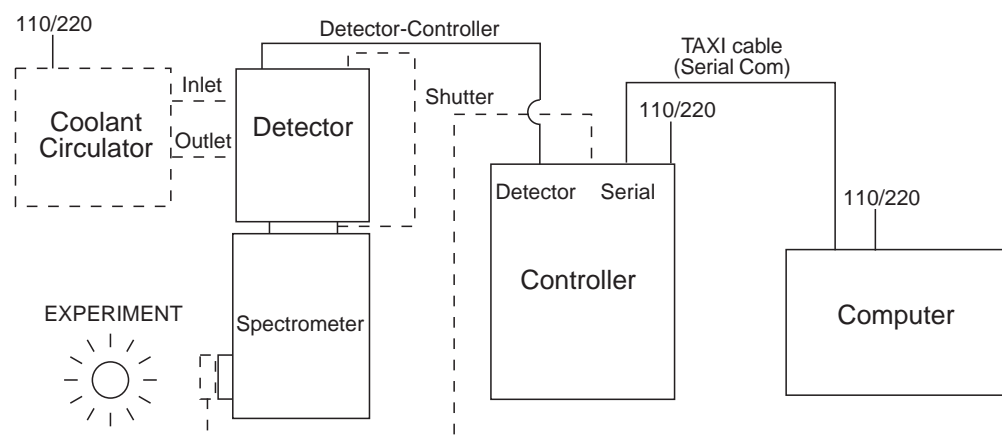 110/220
Detector-Controller
TAXI cable
(Serial Com)
Inlet
Shutter
110/220
Coolant
Circulator
Detector
Outlet
Detector
Serial
110/220
Controller
EXPERIMENT
Spectrometer
Computer